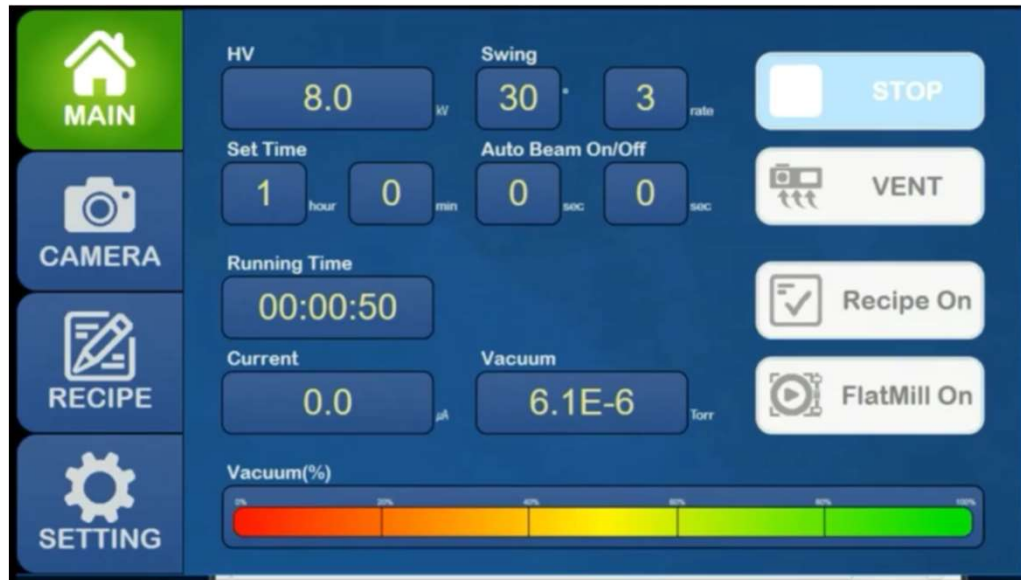 MAIN
CAMERA
RECIPE
SETTING
HV
8.0 kV
Swing
30 ° 3 rate
STOP
Set Time
1 hour 0 min
Auto Beam On/Off
0 sec 0 sec
VENT
Running Time
00:00:50
Recipe On
Current
0.0 µA
Vacuum
6.1E-6 Torr
FlatMill On
Vacuum(%)
0% 20% 40% 60% 80% 100%